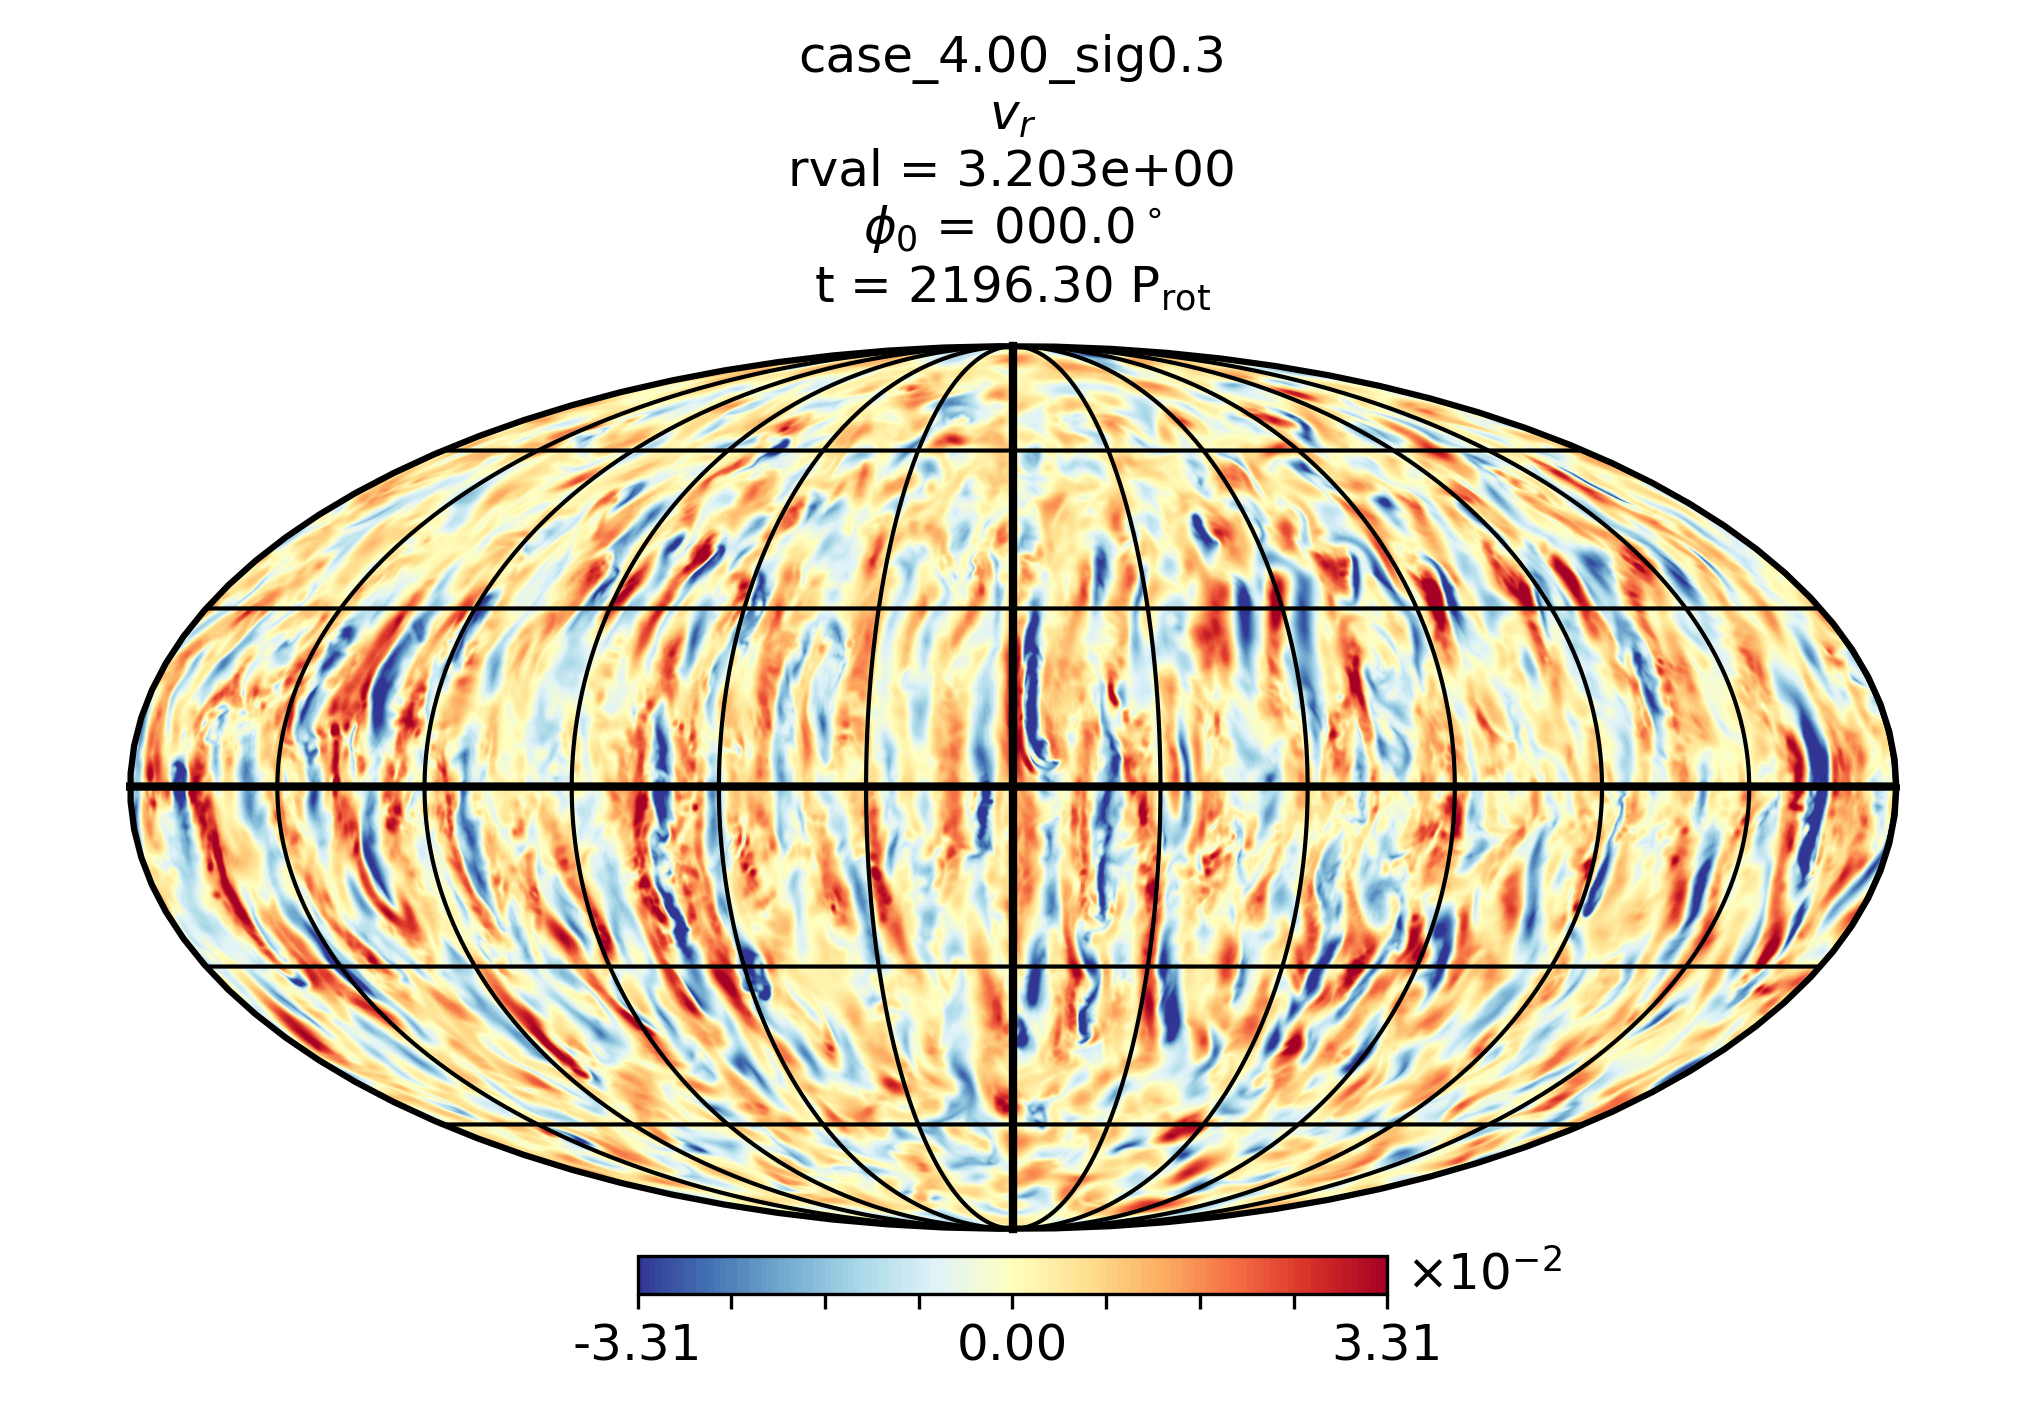 case_4.00_sig0.3
v_r
rval = 3.203e+00
ϕ_0 = 000.0°
t = 2196.30 P_rot
×10^−2
-3.31 0.00 3.31